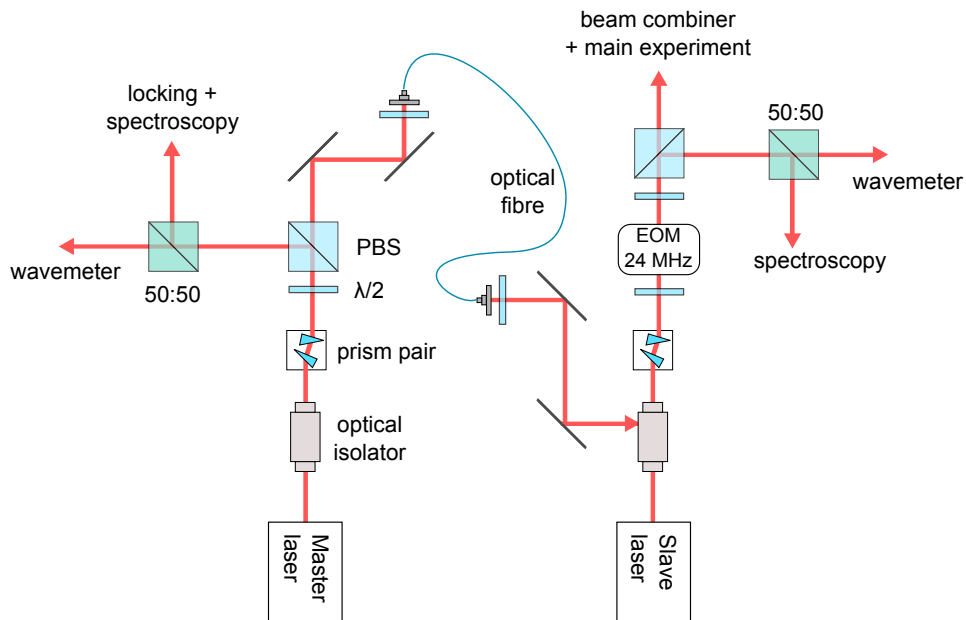 beam combiner
+ main experiment
locking +
spectroscopy
50:50
optical
fibre
wavemeter
PBS
EOM
24 MHz
wavemeter
50:50
λ/2
spectroscopy
prism pair
optical
isolator
Master
laser
Slave
laser